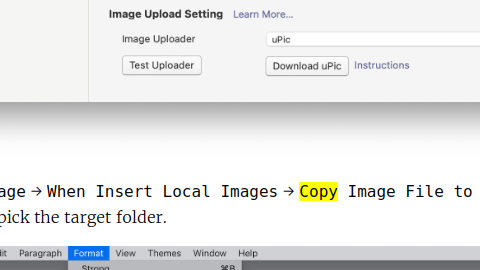 Image Upload Setting Learn More...
Image Uploader uPic
Test Uploader Download uPic Instructions
age → When Insert Local Images → Copy Image File to
pick the target folder.
Paragraph Format View Themes Window Help
Strong ⌘B